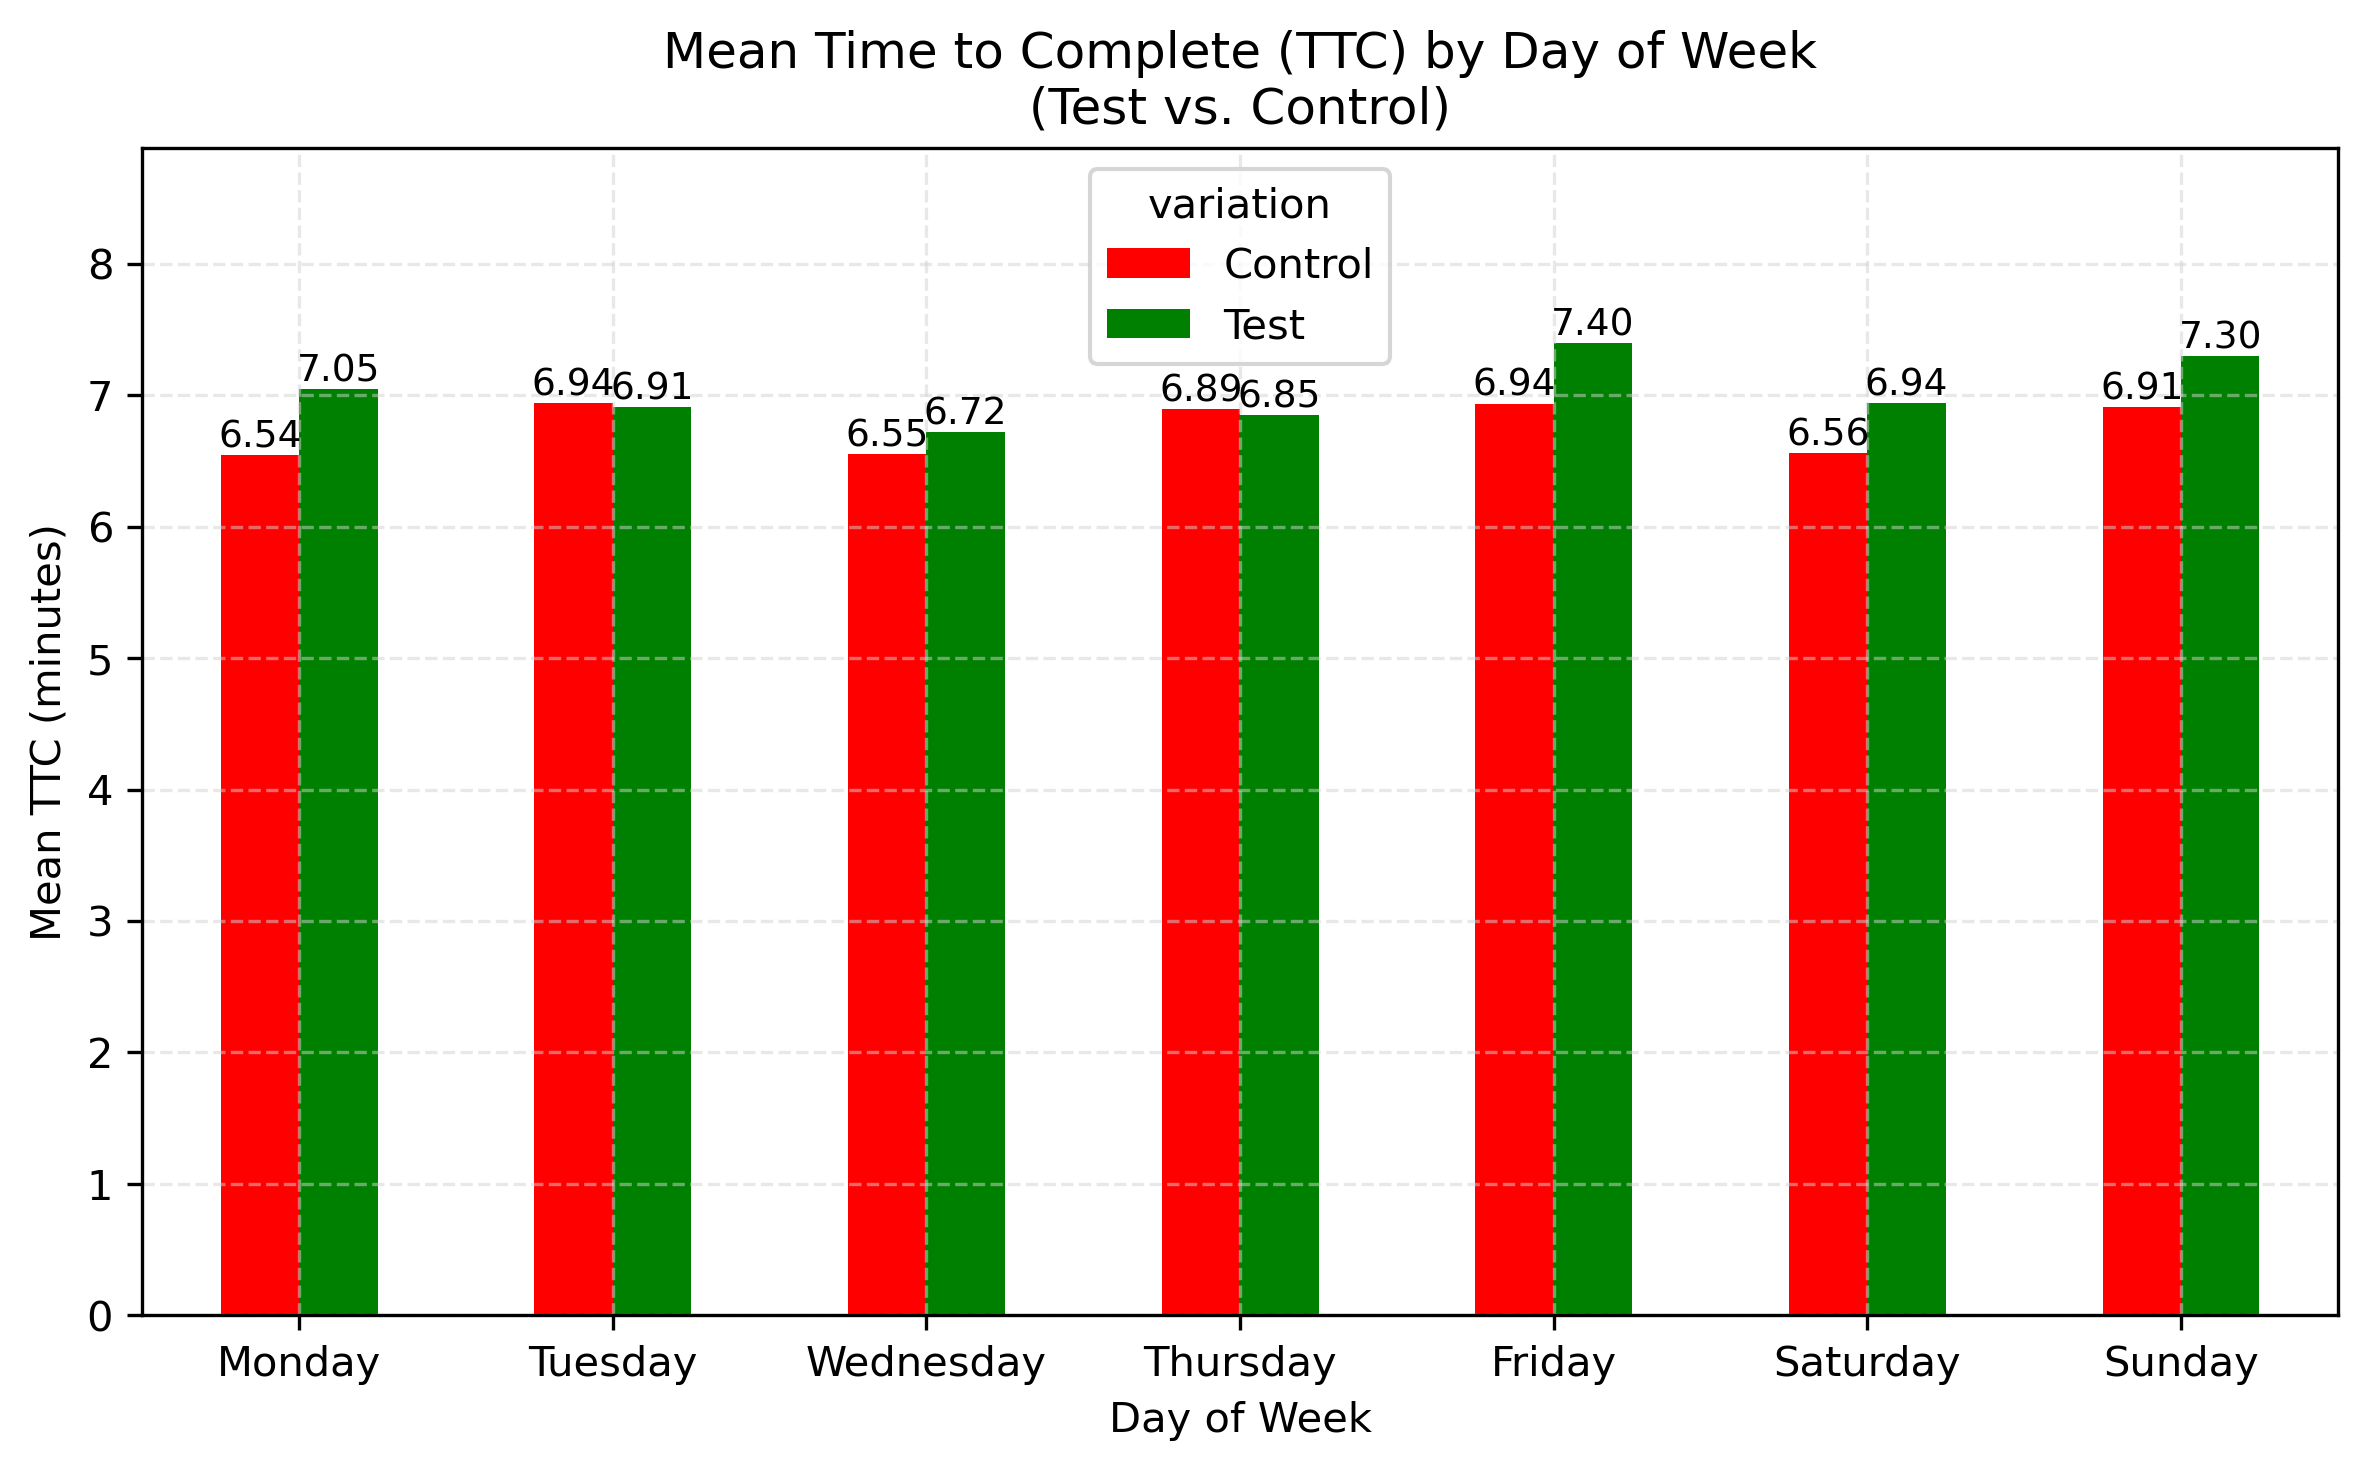 Mean Time to Complete (TTC) by Day of Week
(Test vs. Control)
variation
Control
Test
Mean TTC (minutes)
8
7
6
5
4
3
2
1
0
6.54
7.05
6.94
6.91
6.55
6.72
6.89
6.85
6.94
7.40
6.56
6.94
6.91
7.30
Monday
Tuesday
Wednesday
Thursday
Friday
Saturday
Sunday
Day of Week